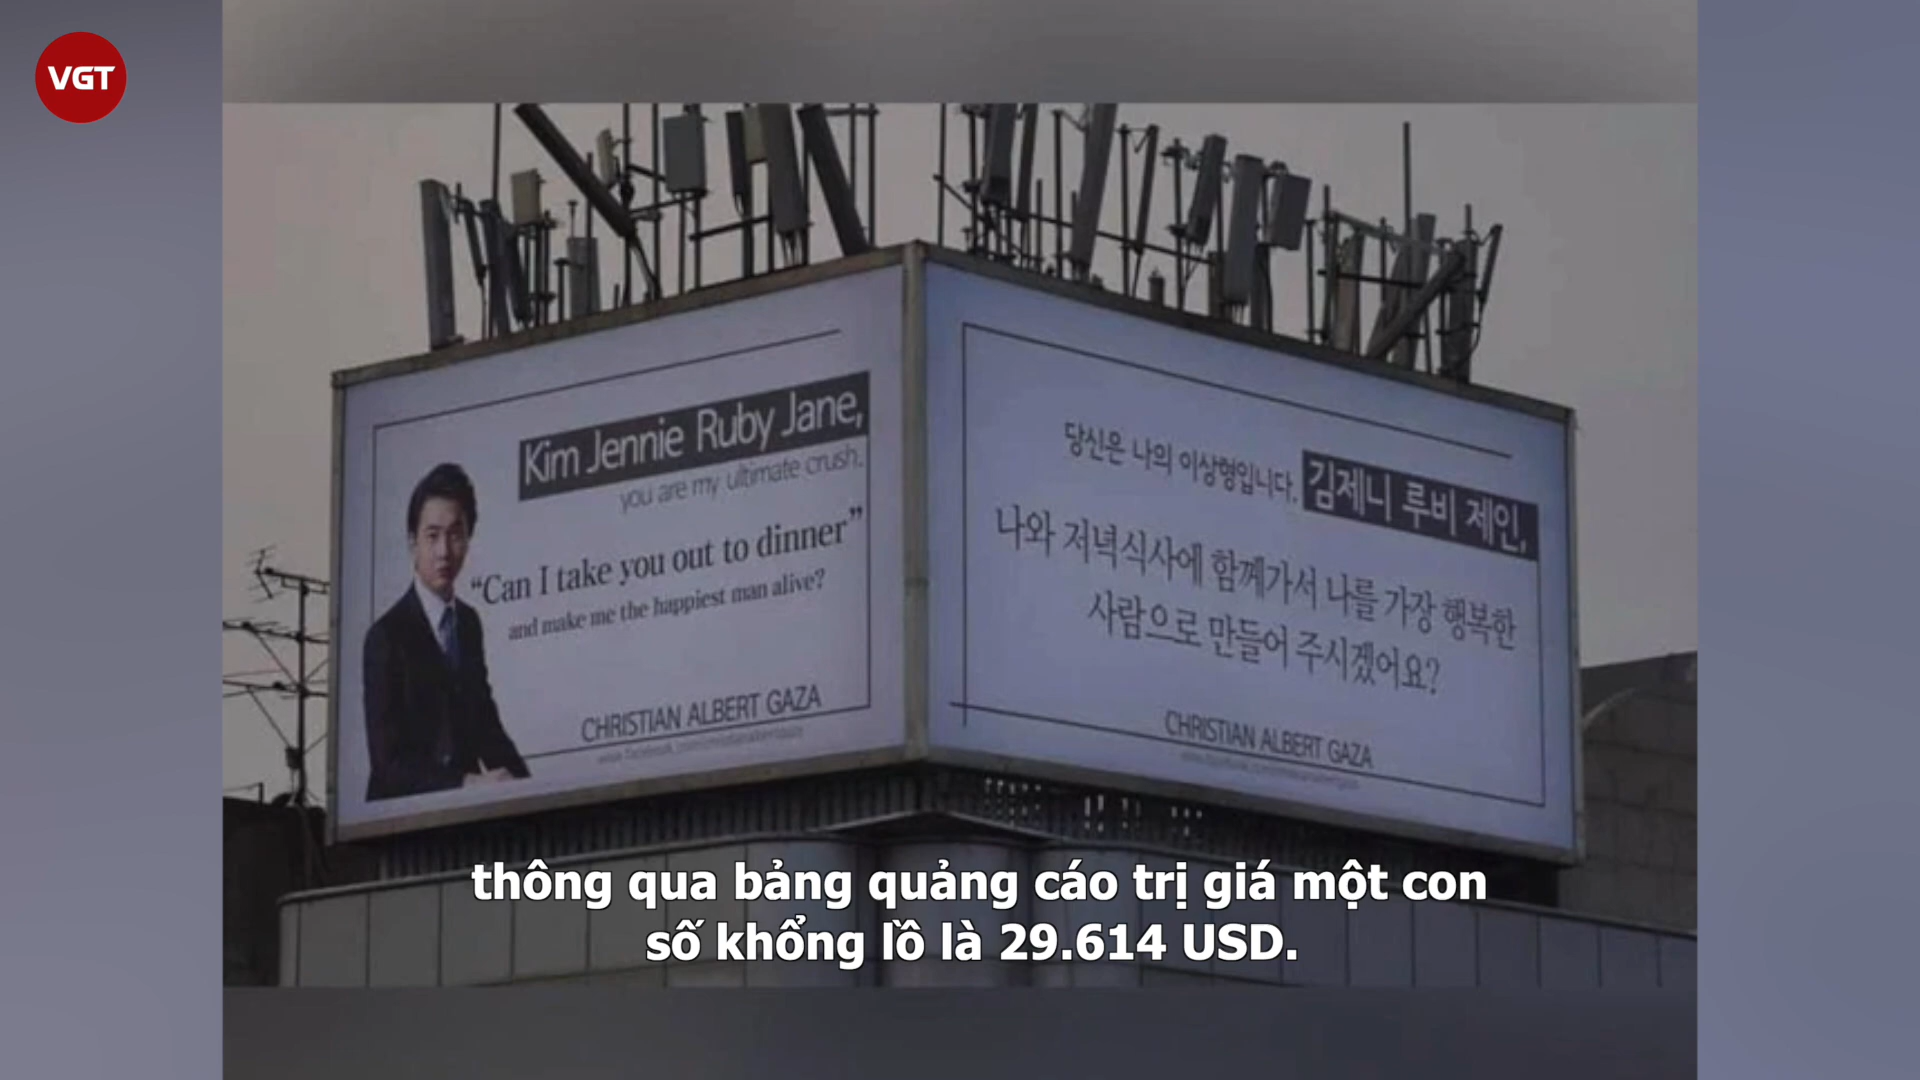 VGT
Kim Jennie Ruby Jane,
you are my ultimate crush.
“Can I take you out to dinner”
and make me the happiest man alive?
CHRISTIAN ALBERT GAZA
당신은 나의 이상형입니다. 김제니 루비 제인,
나와 저녁식사에 함께가서 나를 가장 행복한
사람으로 만들어 주시겠어요?
CHRISTIAN ALBERT GAZA
thông qua bảng quảng cáo trị giá một con
số khổng lồ là 29.614 USD.